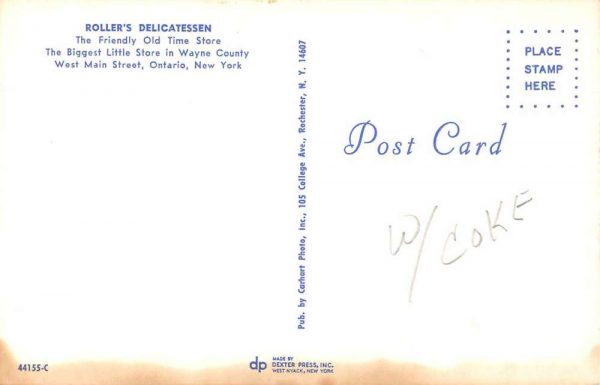 ROLLER'S DELICATESSEN
The Friendly Old Time Store
The Biggest Little Store in Wayne County
West Main Street, Ontario, New York
Pub. by Carhart Photo, Inc., 105 College Ave., Rochester, N. Y. 14607
PLACE
STAMP
HERE
Post Card
W/ COKE
44155-C
dp
MADE BY
DEXTER PRESS, INC.
WEST NYACK, NEW YORK